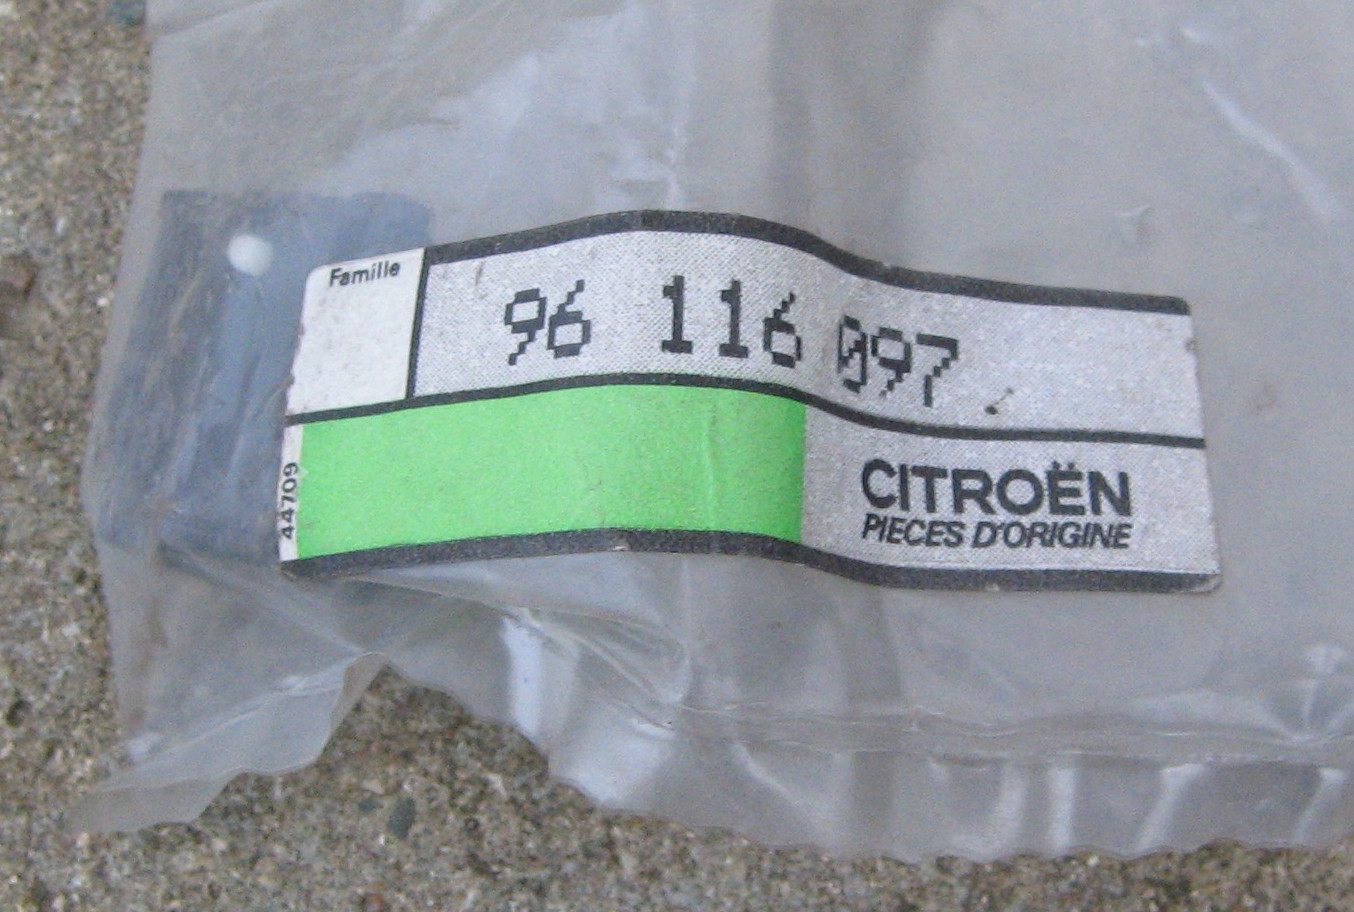 Famille
96 116 097
44709
CITROËN
PIECES D'ORIGINE